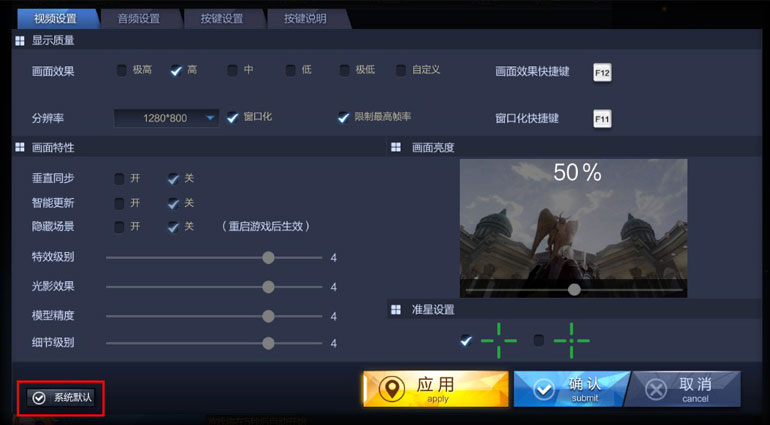 视频设置 音频设置 按键设置 按键说明
显示质量
画面效果 极高 高 中 低 极低 自定义 画面效果快捷键 F12
分辨率 1280*800 窗口化 限制最高帧率 窗口化快捷键 F11
画面特性 画面亮度
垂直同步 开 关
50%
智能更新 开 关
隐藏场景 开 关 (重启游戏后生效)
特效级别 4
光影效果 4
准星设置
模型精度 4
细节级别 4
系统默认
应用 确认 取消
apply submit cancel